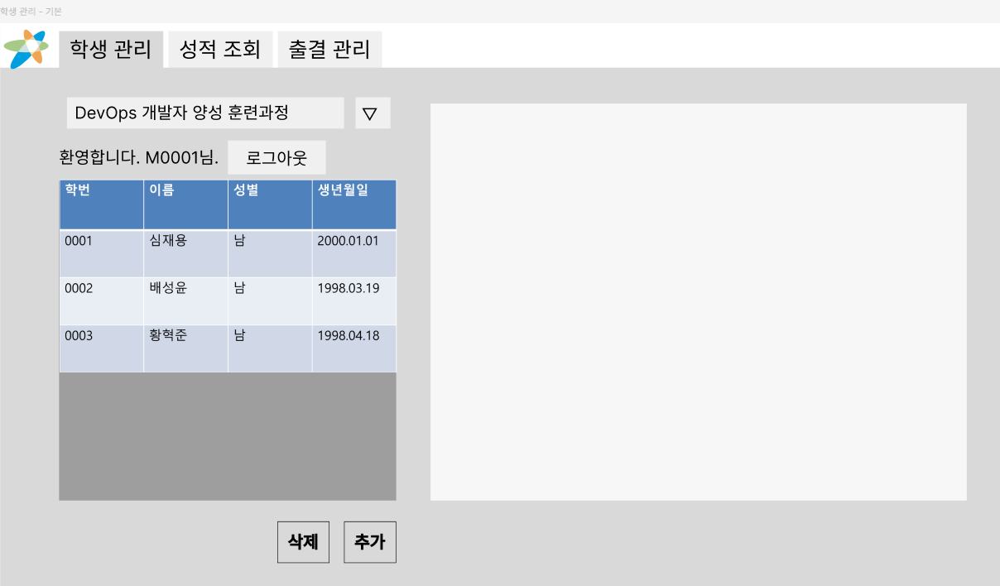 학생 관리 - 기본
학생 관리 성적 조회 출결 관리
DevOps 개발자 양성 훈련과정 ▽
환영합니다. M0001님. 로그아웃
학번 이름 성별 생년월일
0001 심재용 남 2000.01.01
0002 배성윤 남 1998.03.19
0003 황혁준 남 1998.04.18
삭제 추가